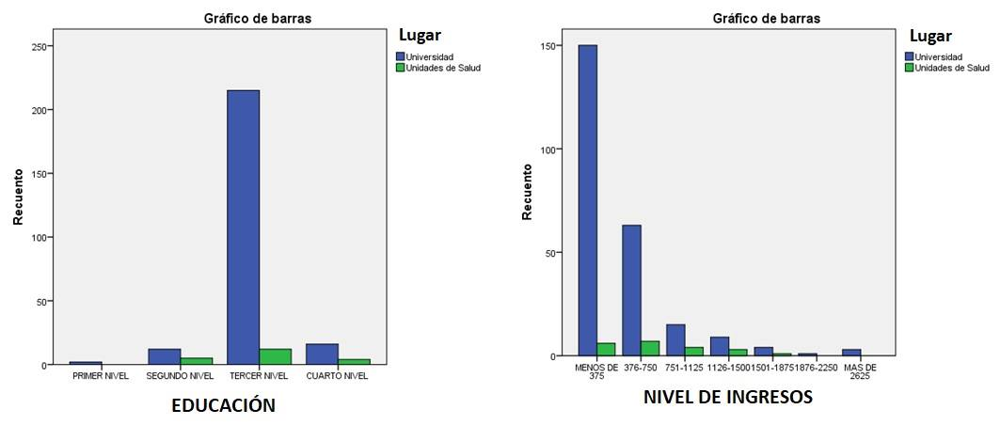 Gráfico de barras
Lugar
Universidad
Unidades de Salud
250
200
150
100
50
0
Recuento
PRIMER NIVEL
SEGUNDO NIVEL
TERCER NIVEL
CUARTO NIVEL
EDUCACIÓN
Gráfico de barras
Lugar
Universidad
Unidades de Salud
150
100
50
0
Recuento
MENOS DE
375
376-750
751-1125
1126-1500
1501-1875
1876-2250
MAS DE
2625
NIVEL DE INGRESOS